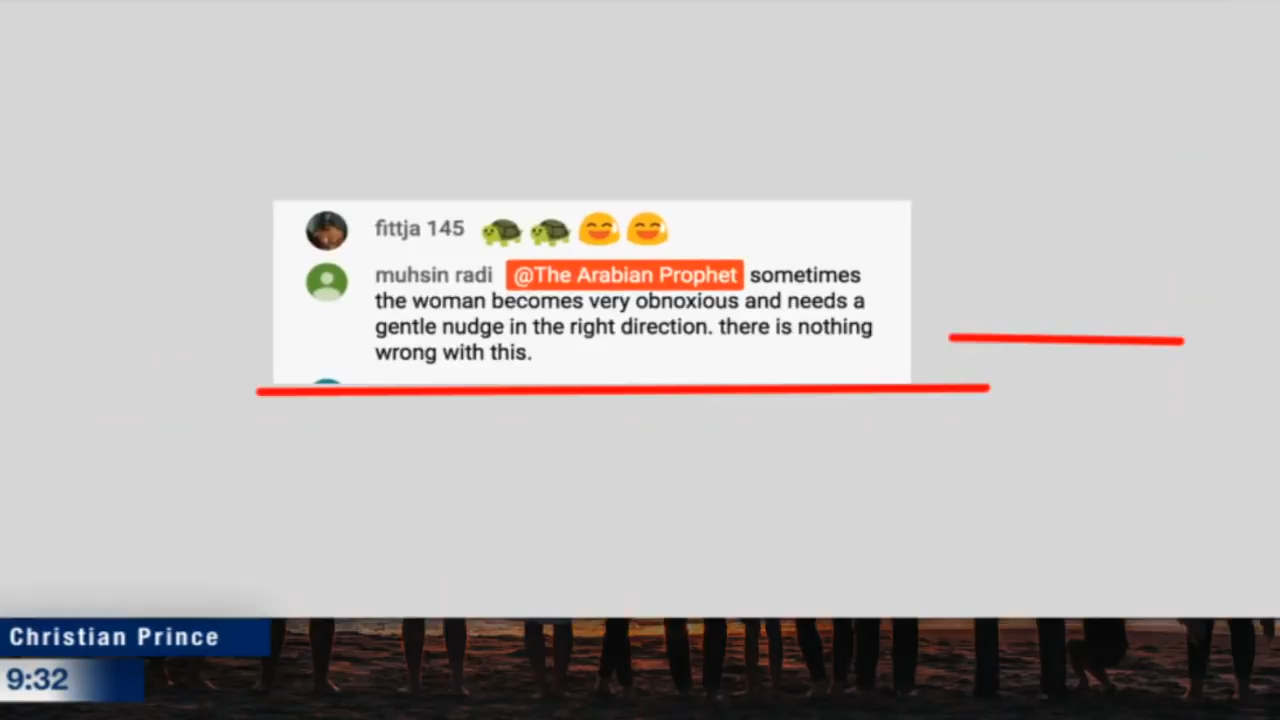 fittja 145
muhsin radi @The Arabian Prophet sometimes
the woman becomes very obnoxious and needs a
gentle nudge in the right direction. there is nothing
wrong with this.
Christian Prince
9:32